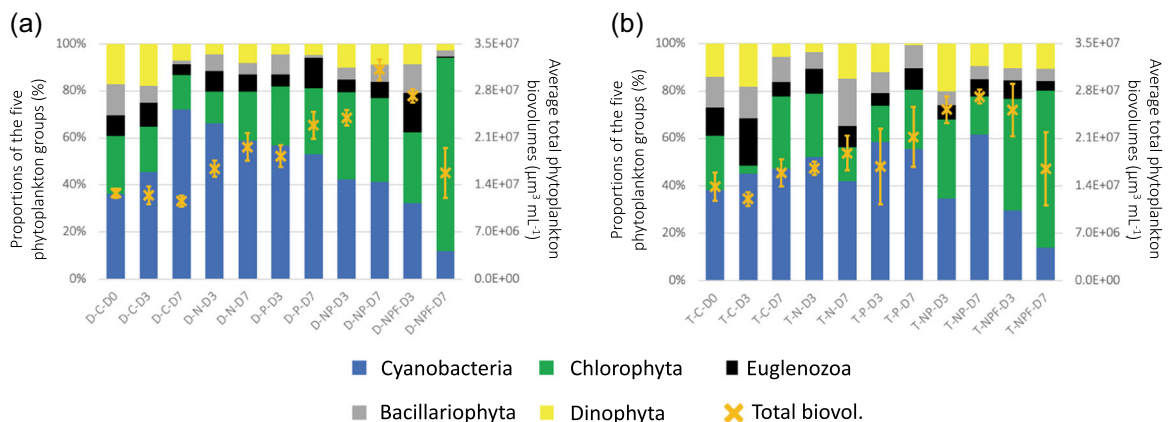 (a)
Proportions of the five
phytoplankton groups (%)
100%
80%
60%
40%
20%
0%
3.5E+07
2.8E+07
2.1E+07
1.4E+07
7.0E+06
0.0E+00
Average total phytoplankton
biovolumes (µm³ mL⁻¹)
D-C-D0
D-C-D3
D-C-D7
D-N-D3
D-N-D7
D-P-D3
D-P-D7
D-NP-D3
D-NP-D7
D-NPF-D3
D-NPF-D7
(b)
Proportions of the five
phytoplankton groups (%)
100%
80%
60%
40%
20%
0%
3.5E+07
2.8E+07
2.1E+07
1.4E+07
7.0E+06
0.0E+00
Average total phytoplankton
biovolumes (µm³ mL⁻¹)
T-C-D0
T-C-D3
T-C-D7
T-N-D3
T-N-D7
T-P-D3
T-P-D7
T-NP-D3
T-NP-D7
T-NPF-D3
T-NPF-D7
Cyanobacteria Chlorophyta Euglenozoa
Bacillariophyta Dinophyta Total biovol.